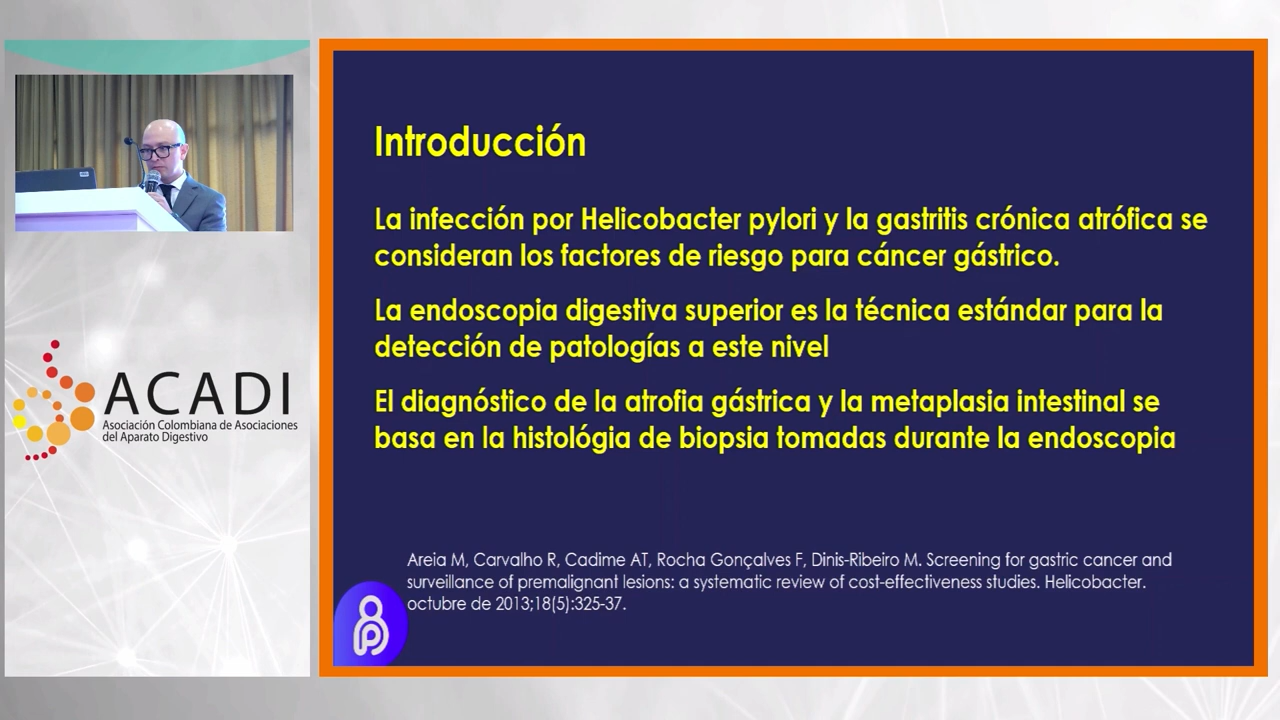 Introducción
La infección por Helicobacter pylori y la gastritis crónica atrófica se
consideran los factores de riesgo para cáncer gástrico.
La endoscopia digestiva superior es la técnica estándar para la
detección de patologías a este nivel
El diagnóstico de la atrofia gástrica y la metaplasia intestinal se
basa en la histológia de biopsia tomadas durante la endoscopia
Areia M, Carvalho R, Cadime AT, Rocha Gonçalves F, Dinis-Ribeiro M. Screening for gastric cancer and
surveillance of premalignant lesions: a systematic review of cost-effectiveness studies. Helicobacter.
octubre de 2013;18(5):325-37.
ACADI
Asociación Colombiana de Asociaciones
del Aparato Digestivo